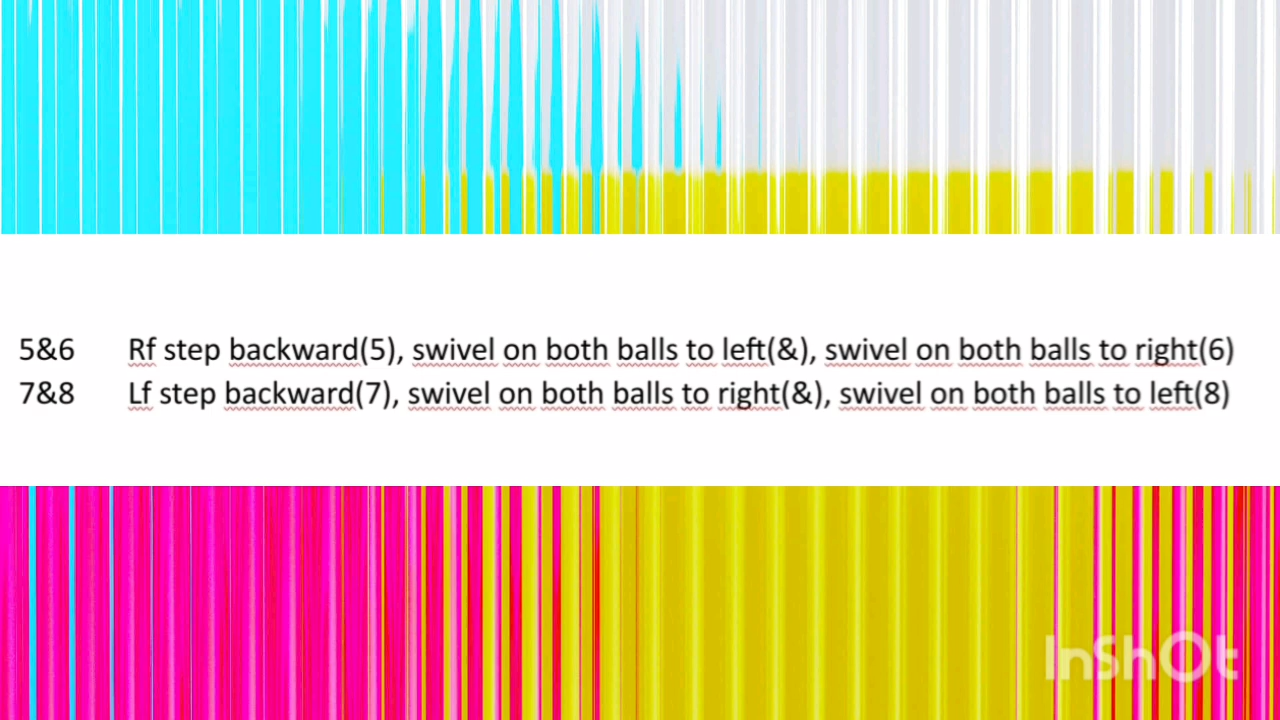 5&6 Rf step backward(5), swivel on both balls to left(&), swivel on both balls to right(6)
7&8 Lf step backward(7), swivel on both balls to right(&), swivel on both balls to left(8)
InShOt